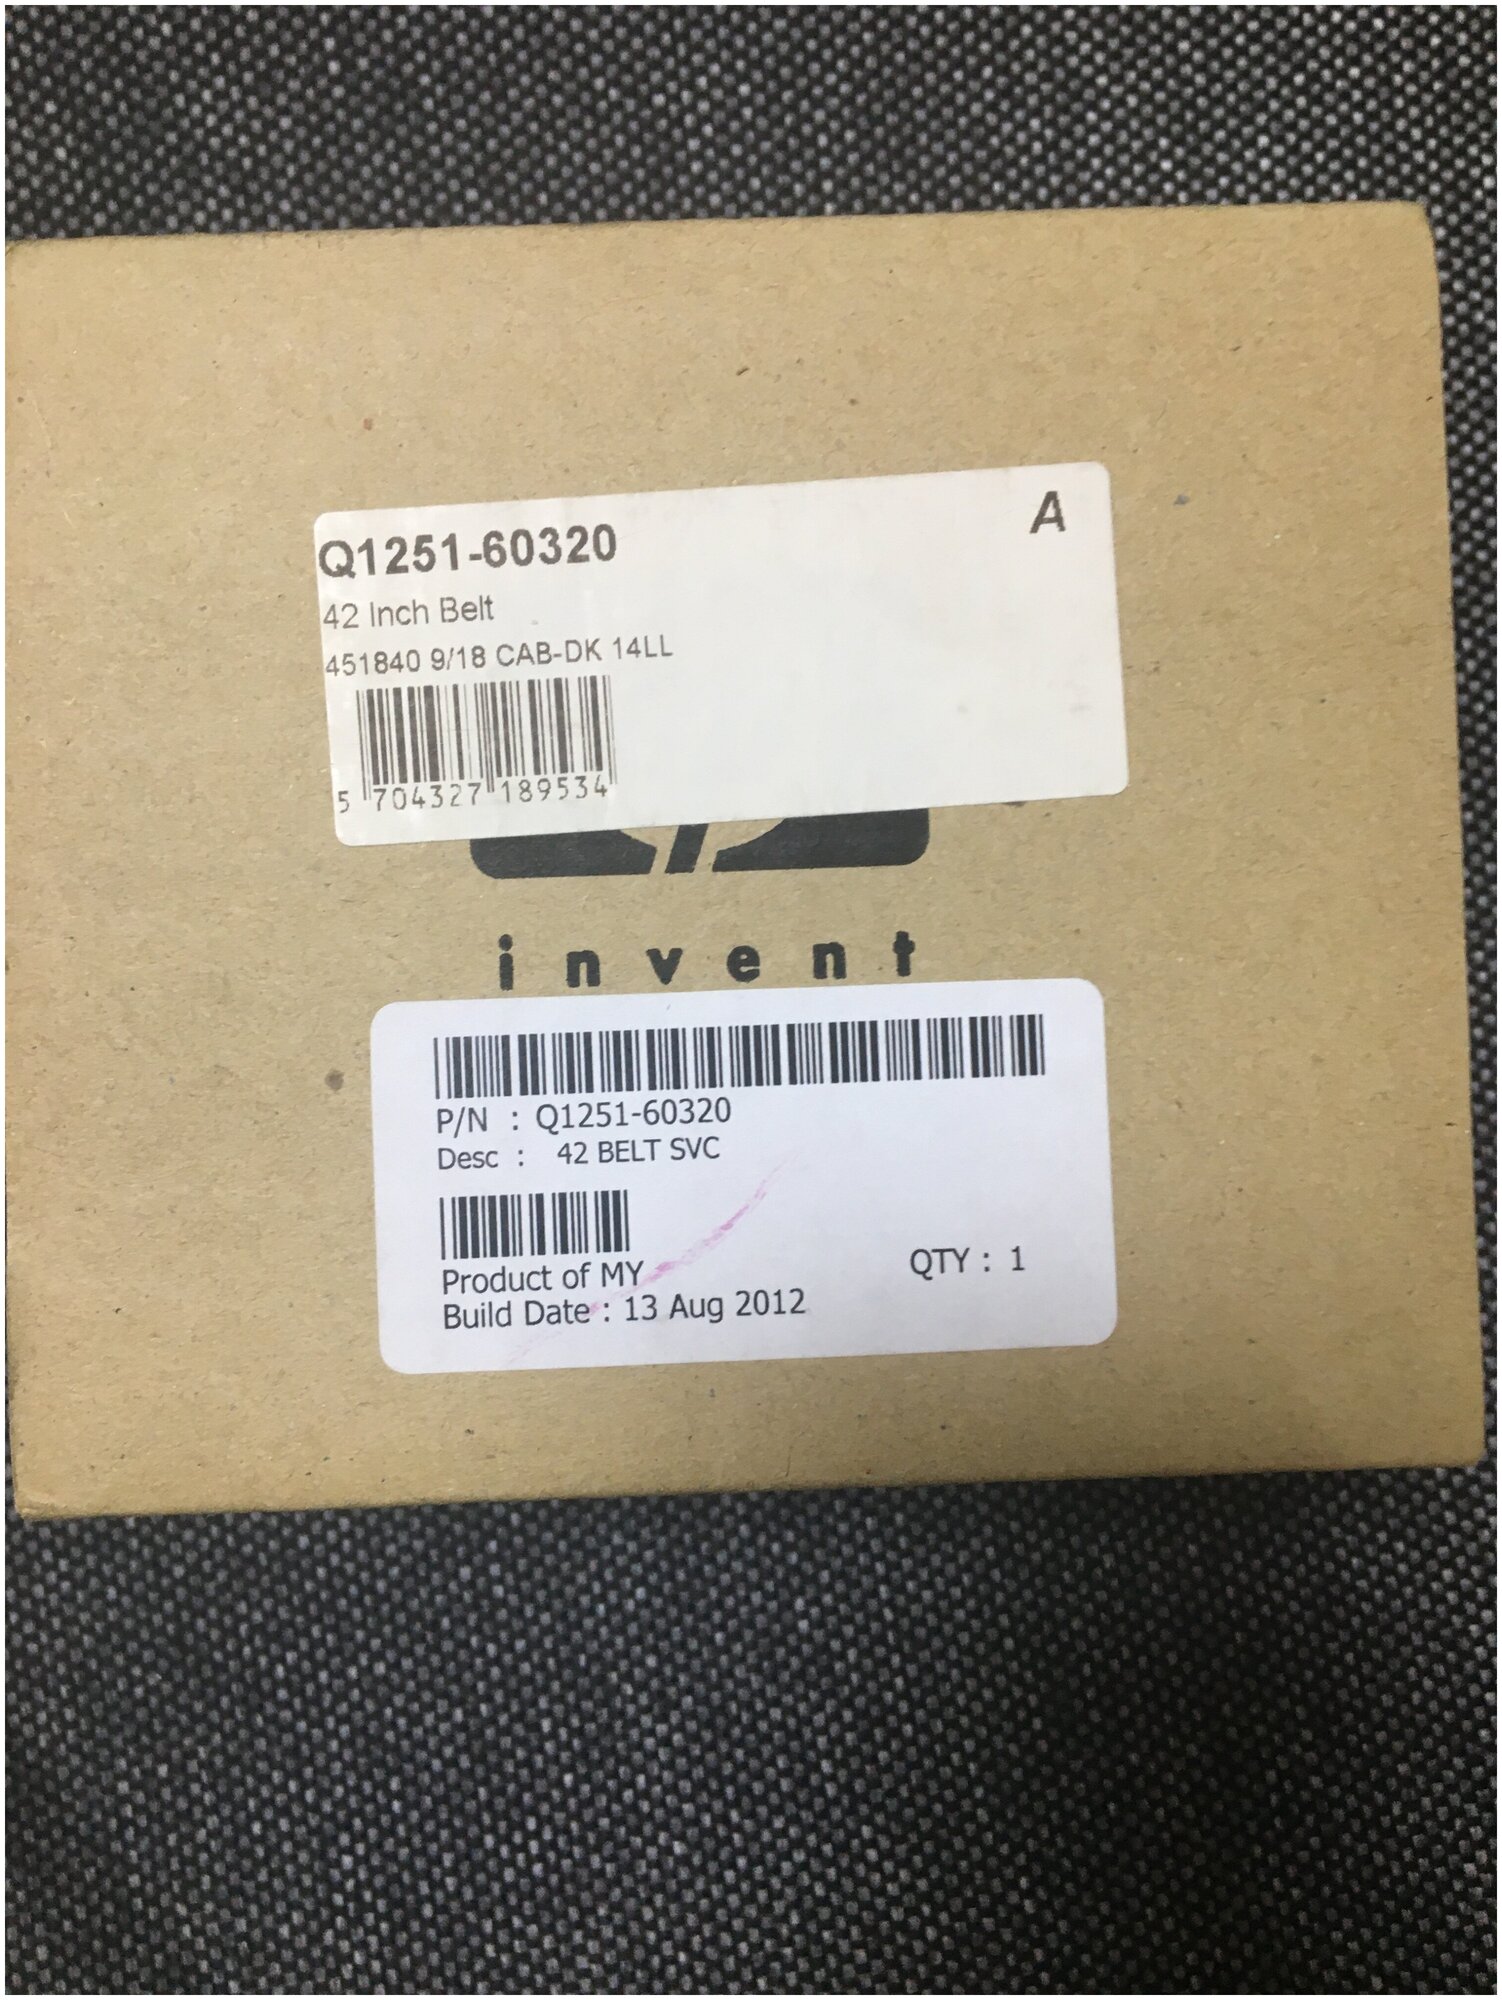 Q1251-60320
A
42 Inch Belt
451840 9/18 CAB-DK 14LL
5 704327 189534
invent
P/N : Q1251-60320
Desc : 42 BELT SVC
Product of MY
QTY : 1
Build Date : 13 Aug 2012